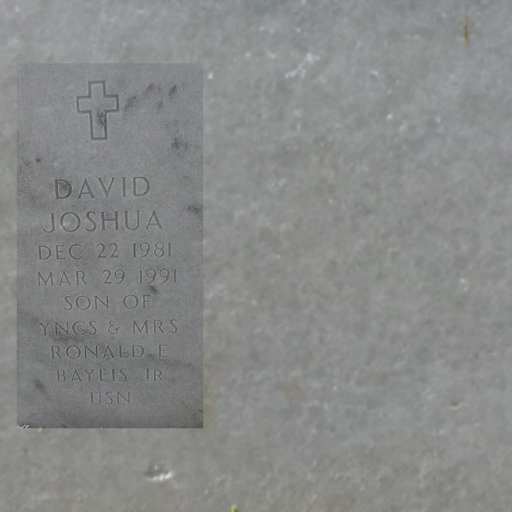 DAVID
JOSHUA
DEC 22 1981
MAR 29 1991
SON OF
YNCS & MRS
RONALD E
BAYLIS JR
USN